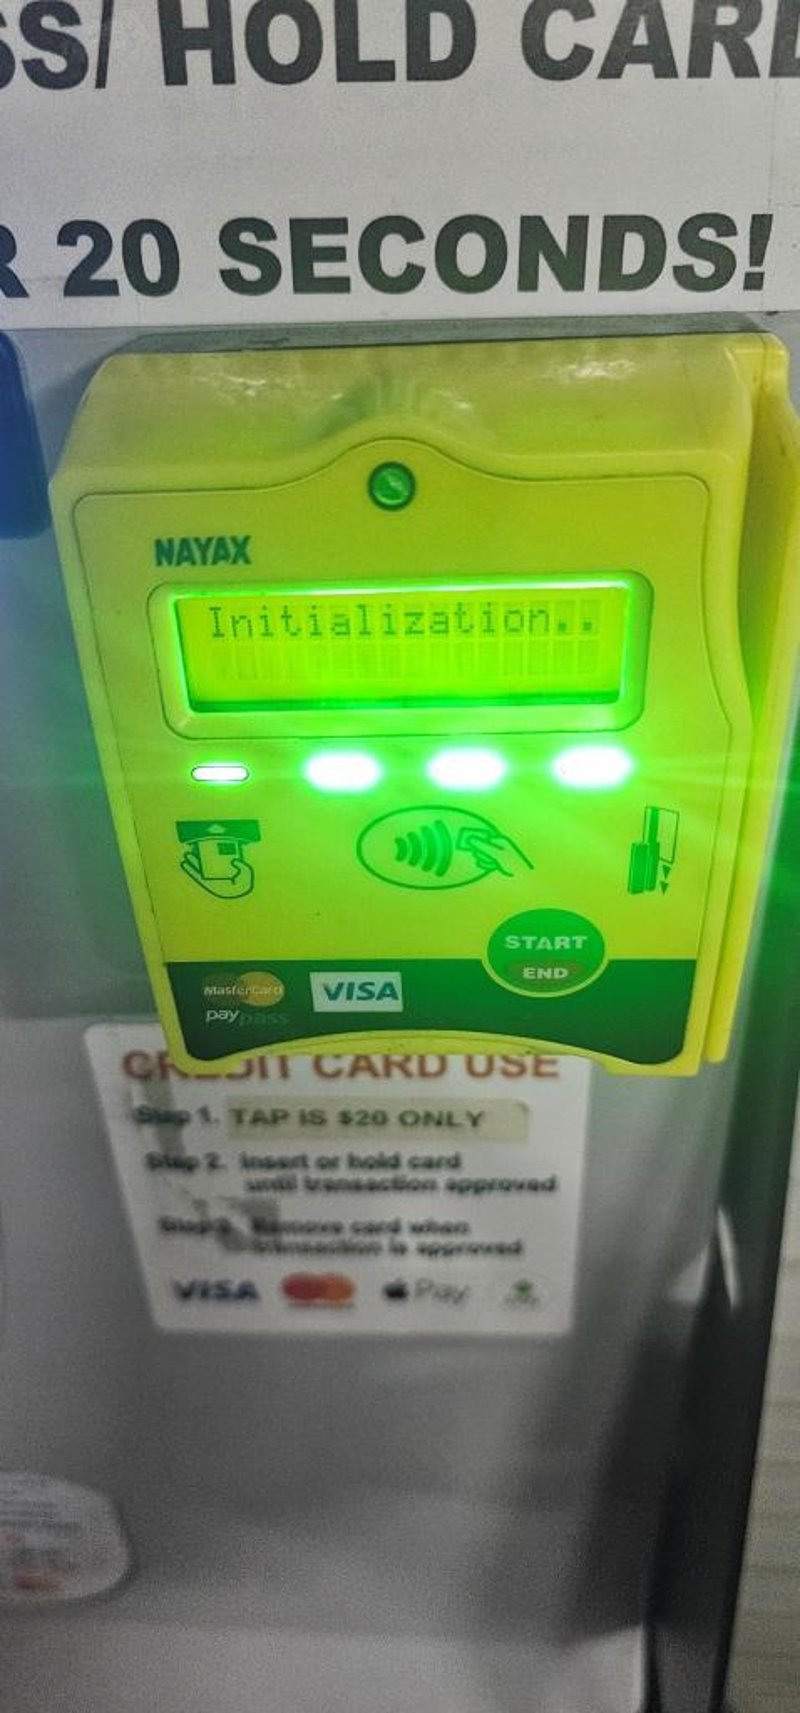 SS/ HOLD CARD
R 20 SECONDS!
NAYAX
Initialization..
START
END
MasterCard
paypass
VISA
CREDIT CARD USE
Step 1. TAP IS $20 ONLY
Step 2. Insert or hold card
until transaction approved
Step 3. Remove card when
transaction is approved
VISA
Pay